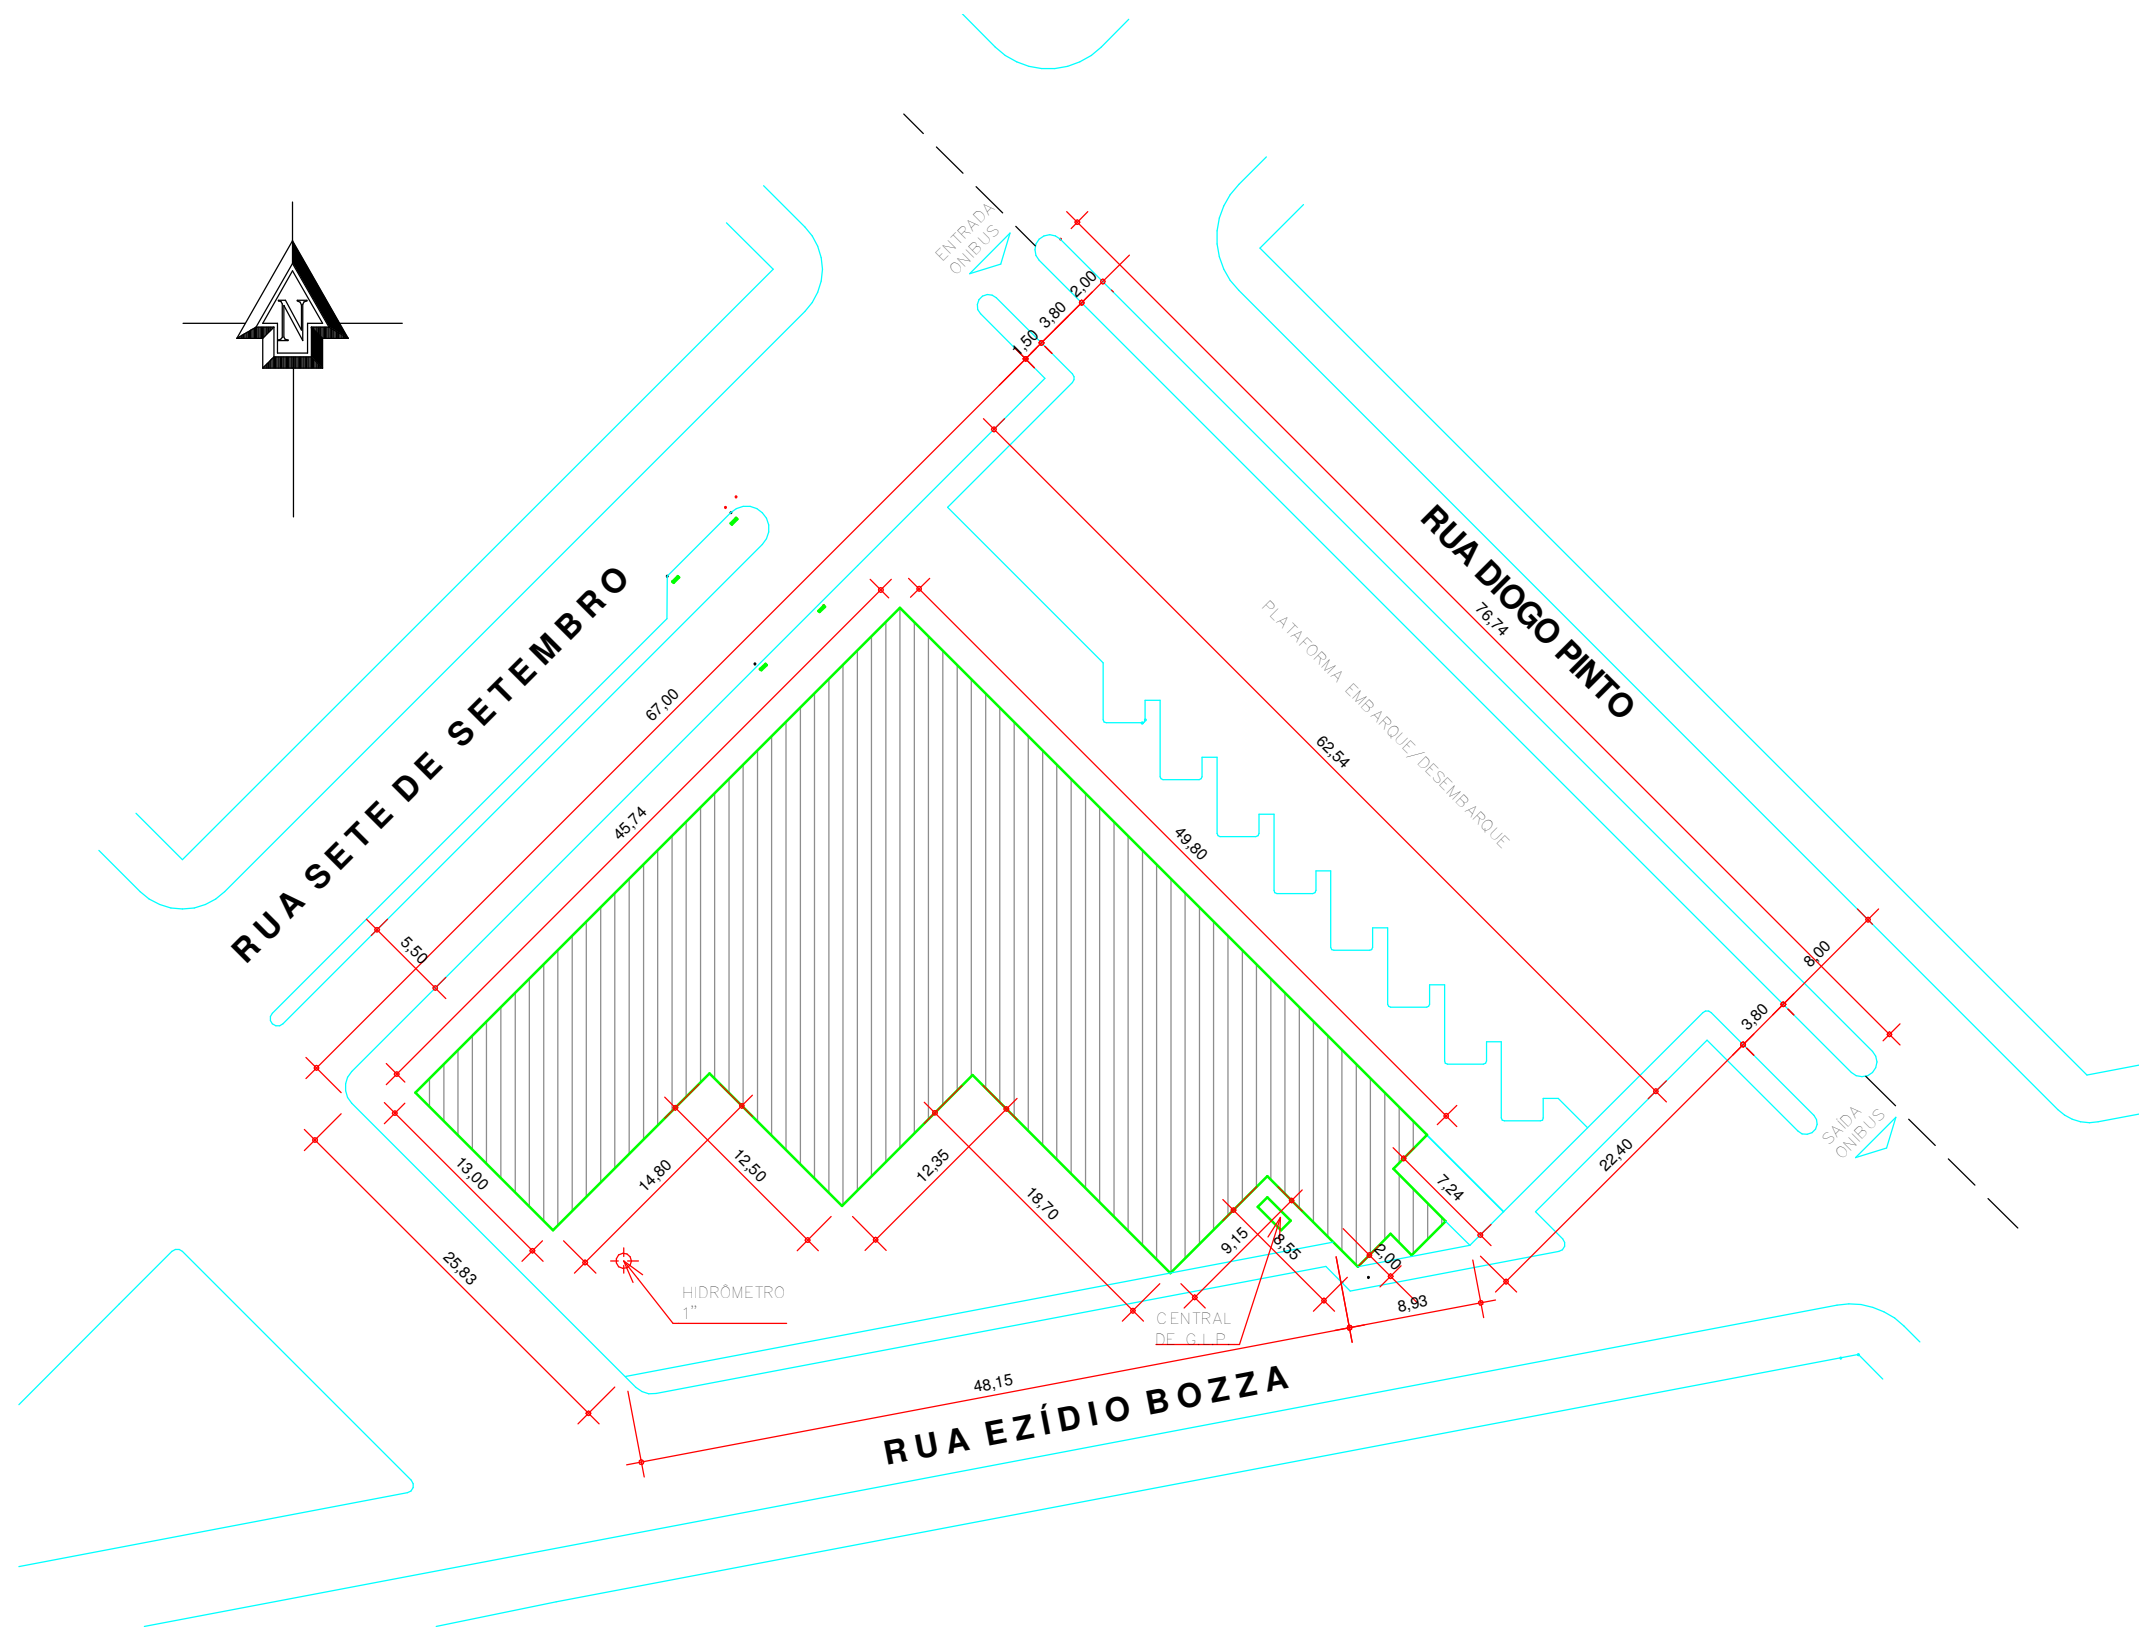 N
ENTRADA
ONIBUS
2,00
3,80
1,50
RUA SETE DE SETEMBRO
RUA DIOGO PINTO
76,74
PLATAFORMA EMBARQUE/DESEMBARQUE
62,54
67,00
45,74
49,80
5,50
8,00
3,80
SAÍDA
ONIBUS
22,40
7,24
13,00
14,80
12,50
12,35
18,70
9,15
8,55
2,00
25,83
HIDRÔMETRO
1"
CENTRAL
DE G.L.P.
8,93
48,15
RUA EZÍDIO BOZZA